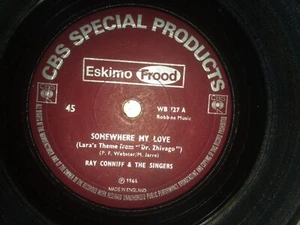 CBS SPECIAL PRODUCTS
Eskimo Frood
45
WB 727 A
Robbins Music
SOMEWHERE MY LOVE
(Lara's Theme from "Dr. Zhivago")
(P. F. Webster/M. Jarre)
RAY CONNIFF & THE SINGERS
℗ 1966
MADE IN ENGLAND